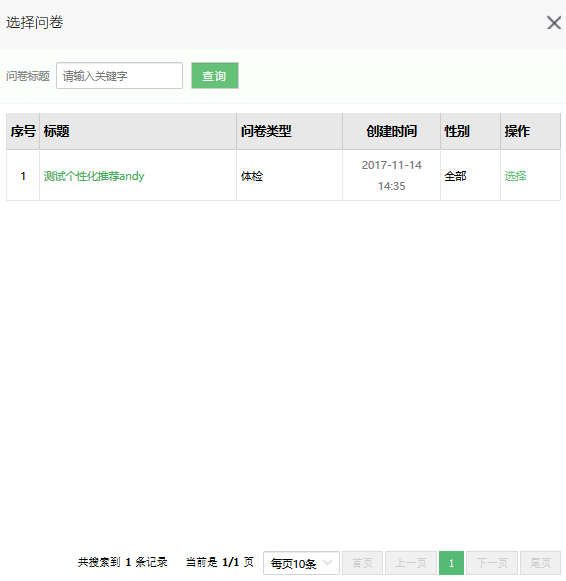 选择问卷
问卷标题 请输入关键字 查询
序号 标题 问卷类型 创建时间 性别 操作
1 测试个性化推荐andy 体检 2017-11-14 14:35 全部 选择
共搜索到 1 条记录 当前是 1/1 页 每页10条 首页 上一页 1 下一页 尾页